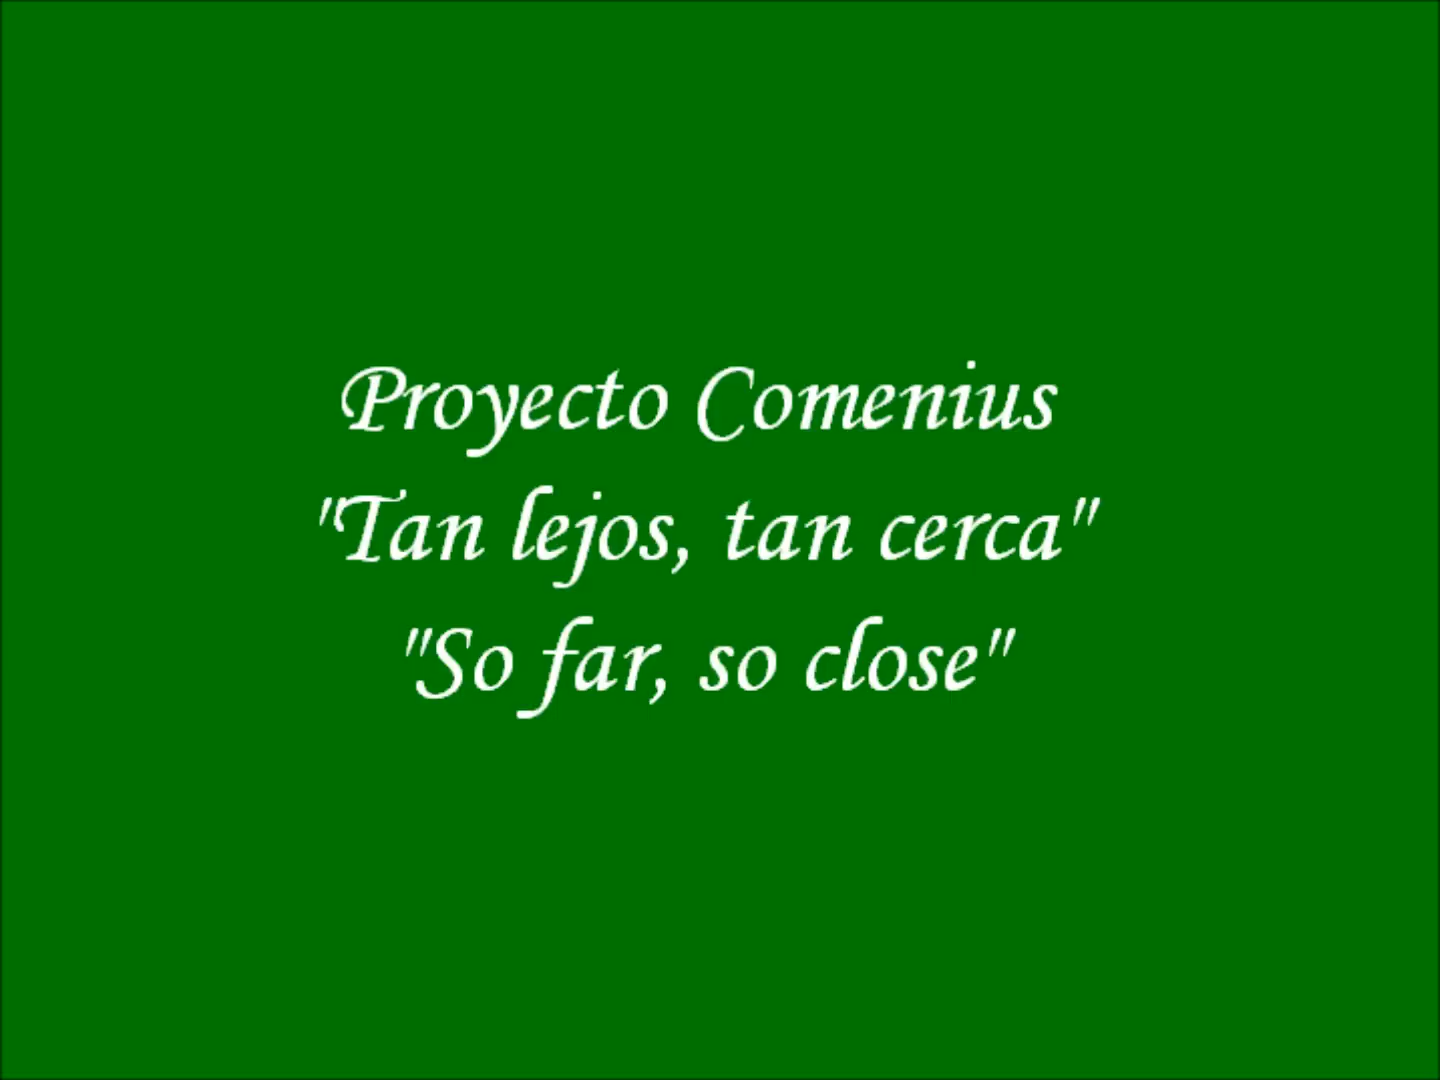 Proyecto Comenius
"Tan lejos, tan cerca"
"So far, so close"